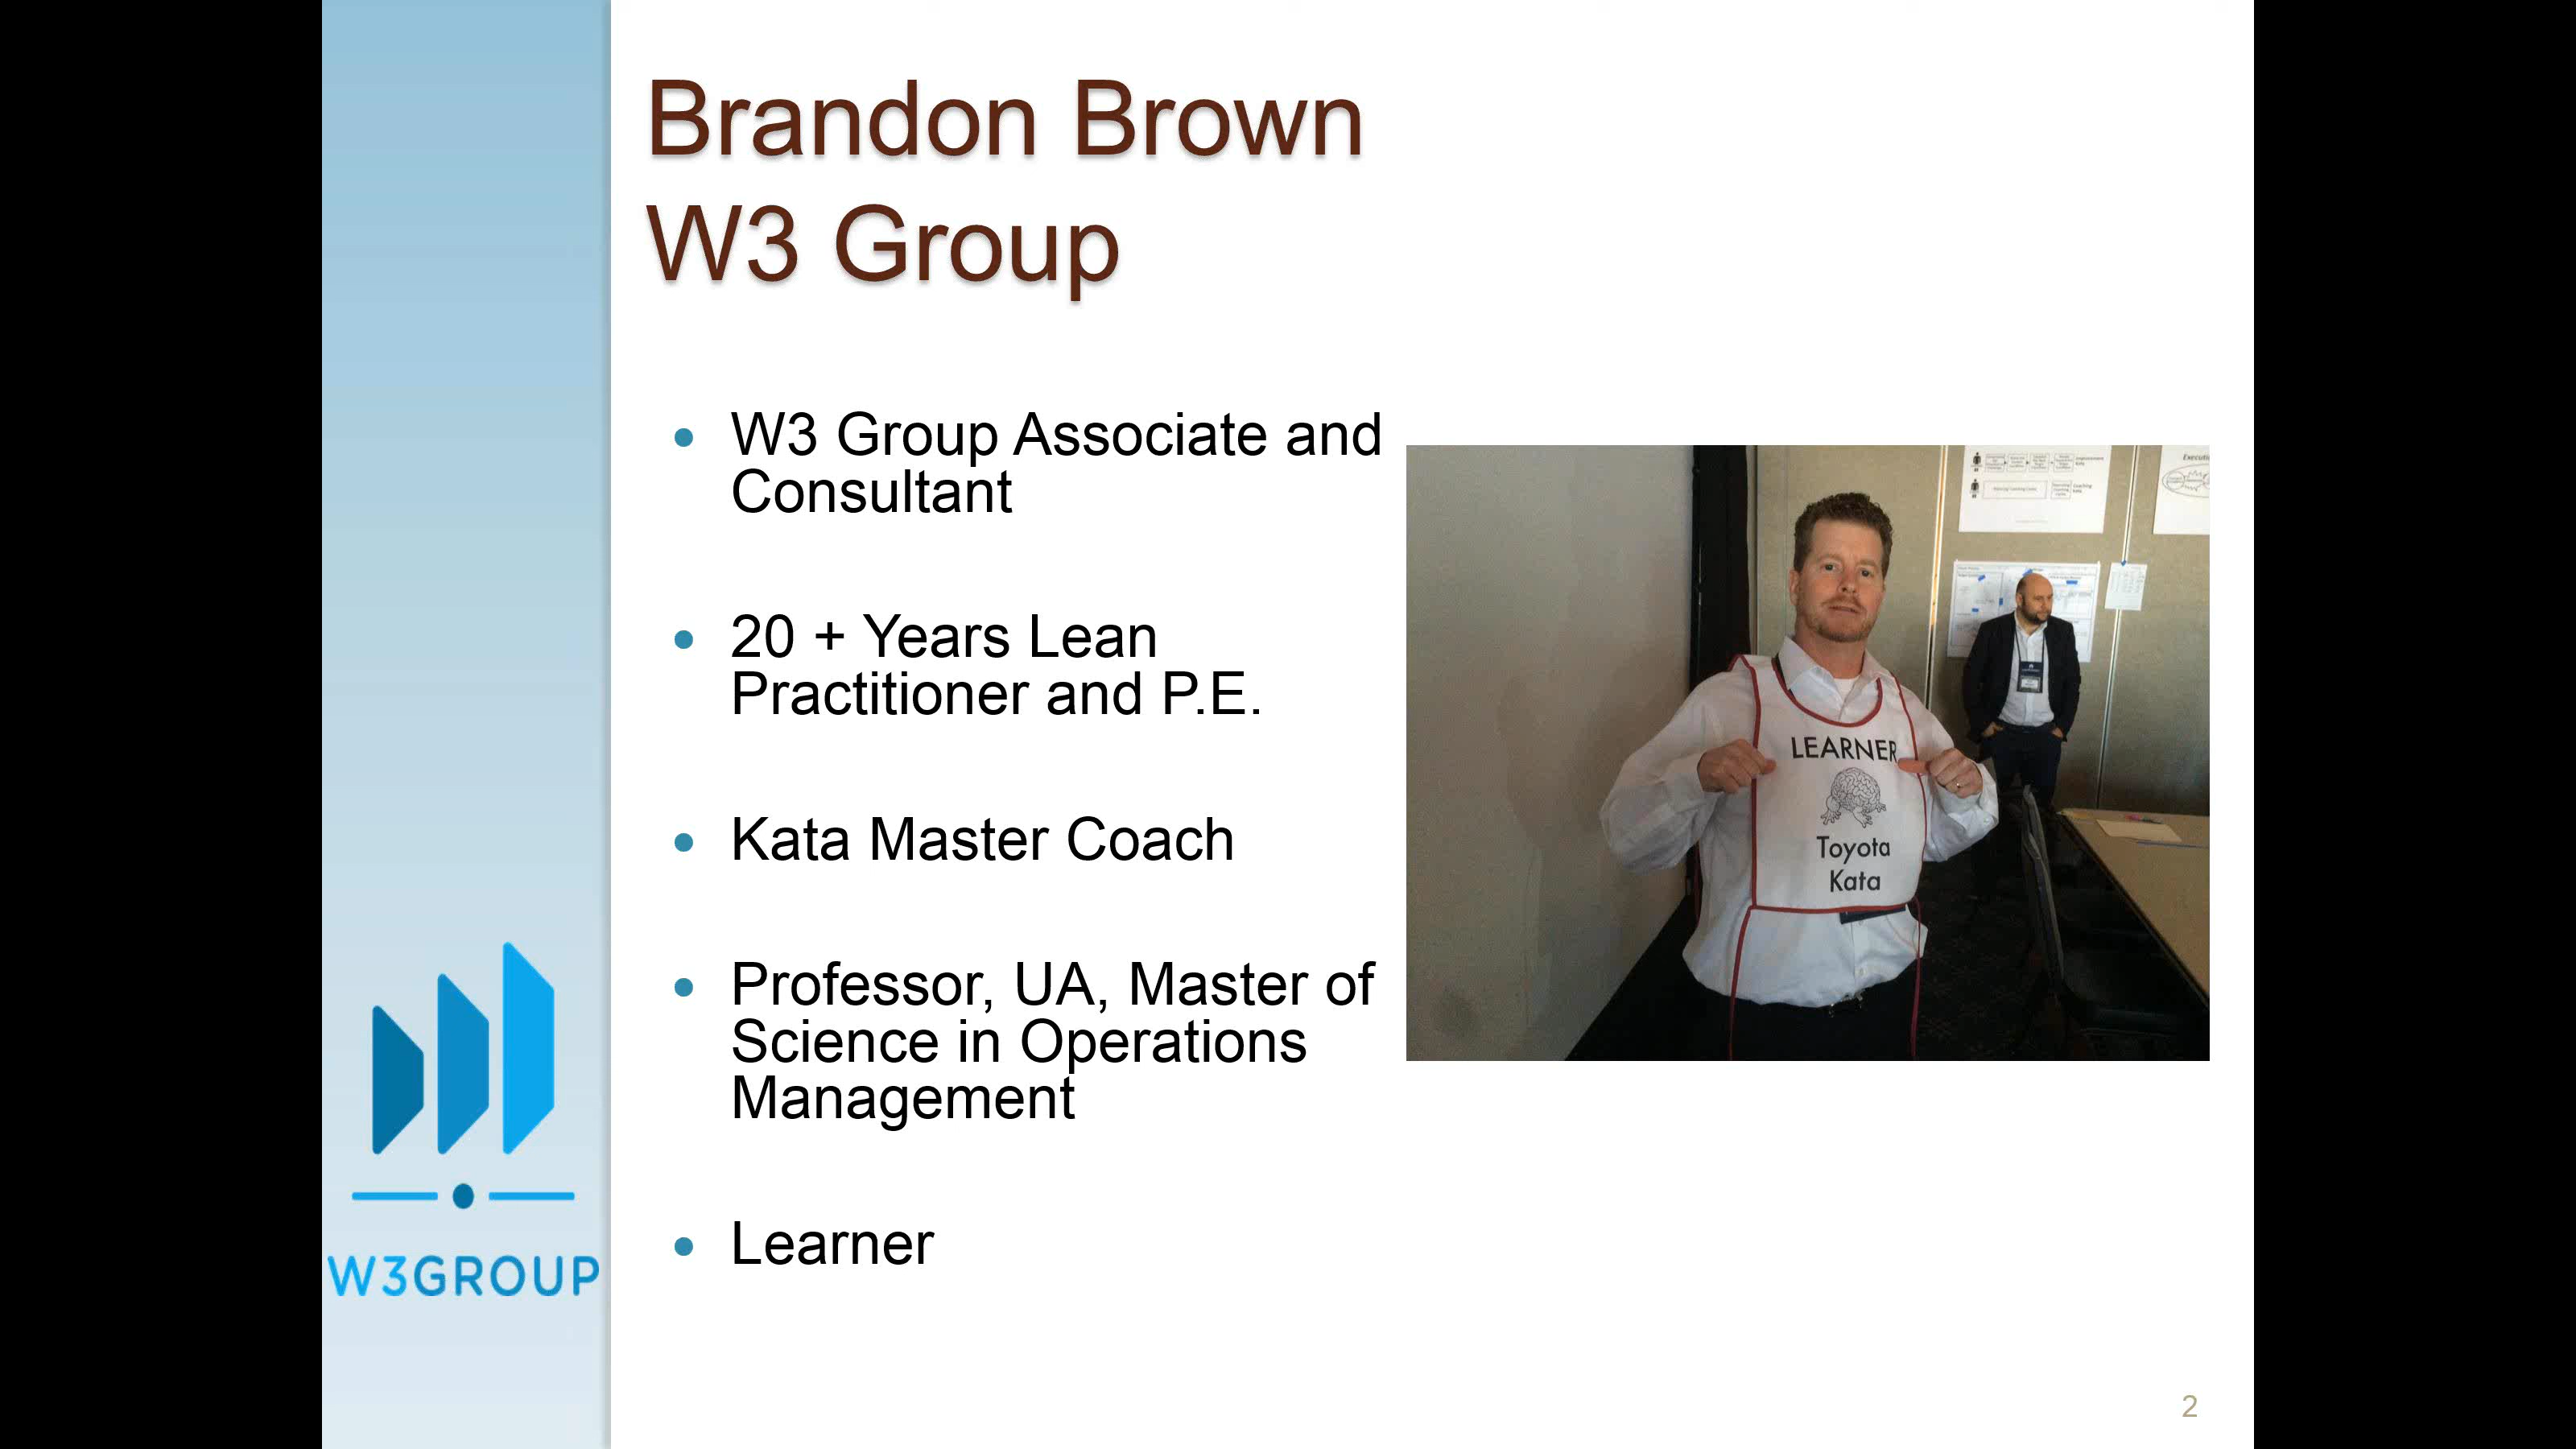 Brandon Brown
W3 Group
• W3 Group Associate and
Consultant
• 20 + Years Lean
Practitioner and P.E.
• Kata Master Coach
• Professor, UA, Master of
Science in Operations
Management
• Learner
LEARNER
Toyota
Kata
W3GROUP
2